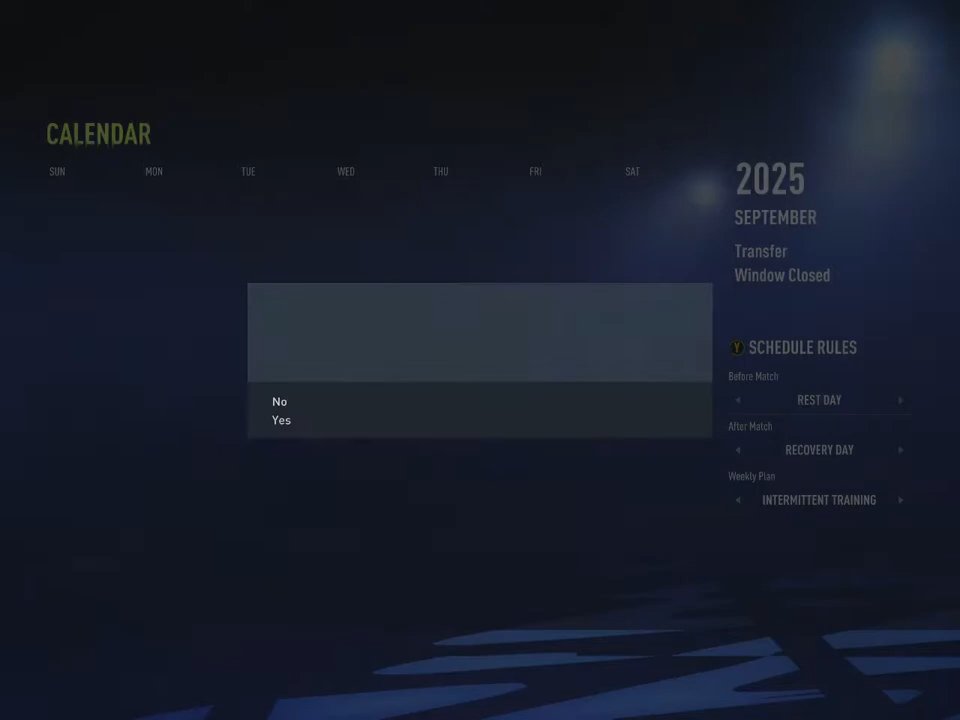 CALENDAR
SUN MON TUE WED THU FRI SAT
2025
SEPTEMBER
Transfer
Window Closed
No
Yes
Y SCHEDULE RULES
Before Match
REST DAY
After Match
RECOVERY DAY
Weekly Plan
INTERMITTENT TRAINING